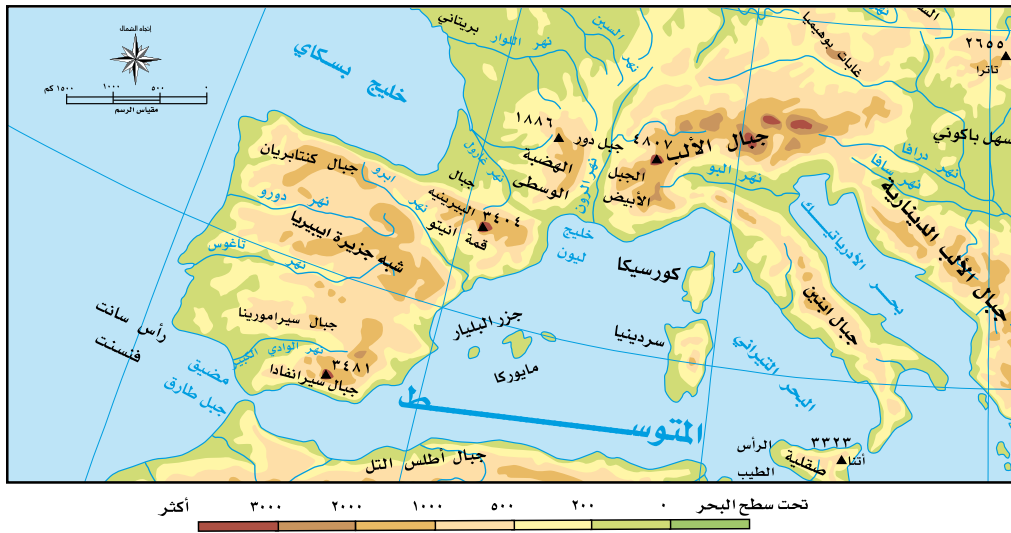 إتجاه الشمال
١٥٠٠ كم ١٠٠٠ ٥٠٠ ٠
مقياس الرسم
خليج بسكاي
بريتاني
نهر السين
نهر اللوار
غابات بوهيميا
٢٦٥٥
تاترا
سهل باكوني
درافا
نهر سافا
جبال الألب الدينارية
جبال الألب
٤٨٠٧
الجبل
الأبيض
نهر البو
١٨٨٦
جبل دور
الهضبة
الوسطى
نهر الرون
نهر غارول
جبال
البيرينيه
٣٤٠٤
قمة انيتو
جبال كنتابريان
نهر ابرو
نهر دورو
شبه جزيرة ايبيريا
نهر تاغوس
جبال سيرامورينا
نهر الوادي الكبير
٣٤٨١
جبال سيرانفادا
رأس سانت
فنسنت
مضيق
جبل طارق
خليج
ليون
كورسيكا
سردينيا
جزر البليار
مايوركا
المتوسط
البحر التيراني
بحر الأدرياتيك
جبال ابنين
جبال أطلس التل
الرأس
الطيب
صقلية
٣٣٢٣
أتنا
تحت سطح البحر ٠ ٢٠٠ ٥٠٠ ١٠٠٠ ٢٠٠٠ ٣٠٠٠ أكثر